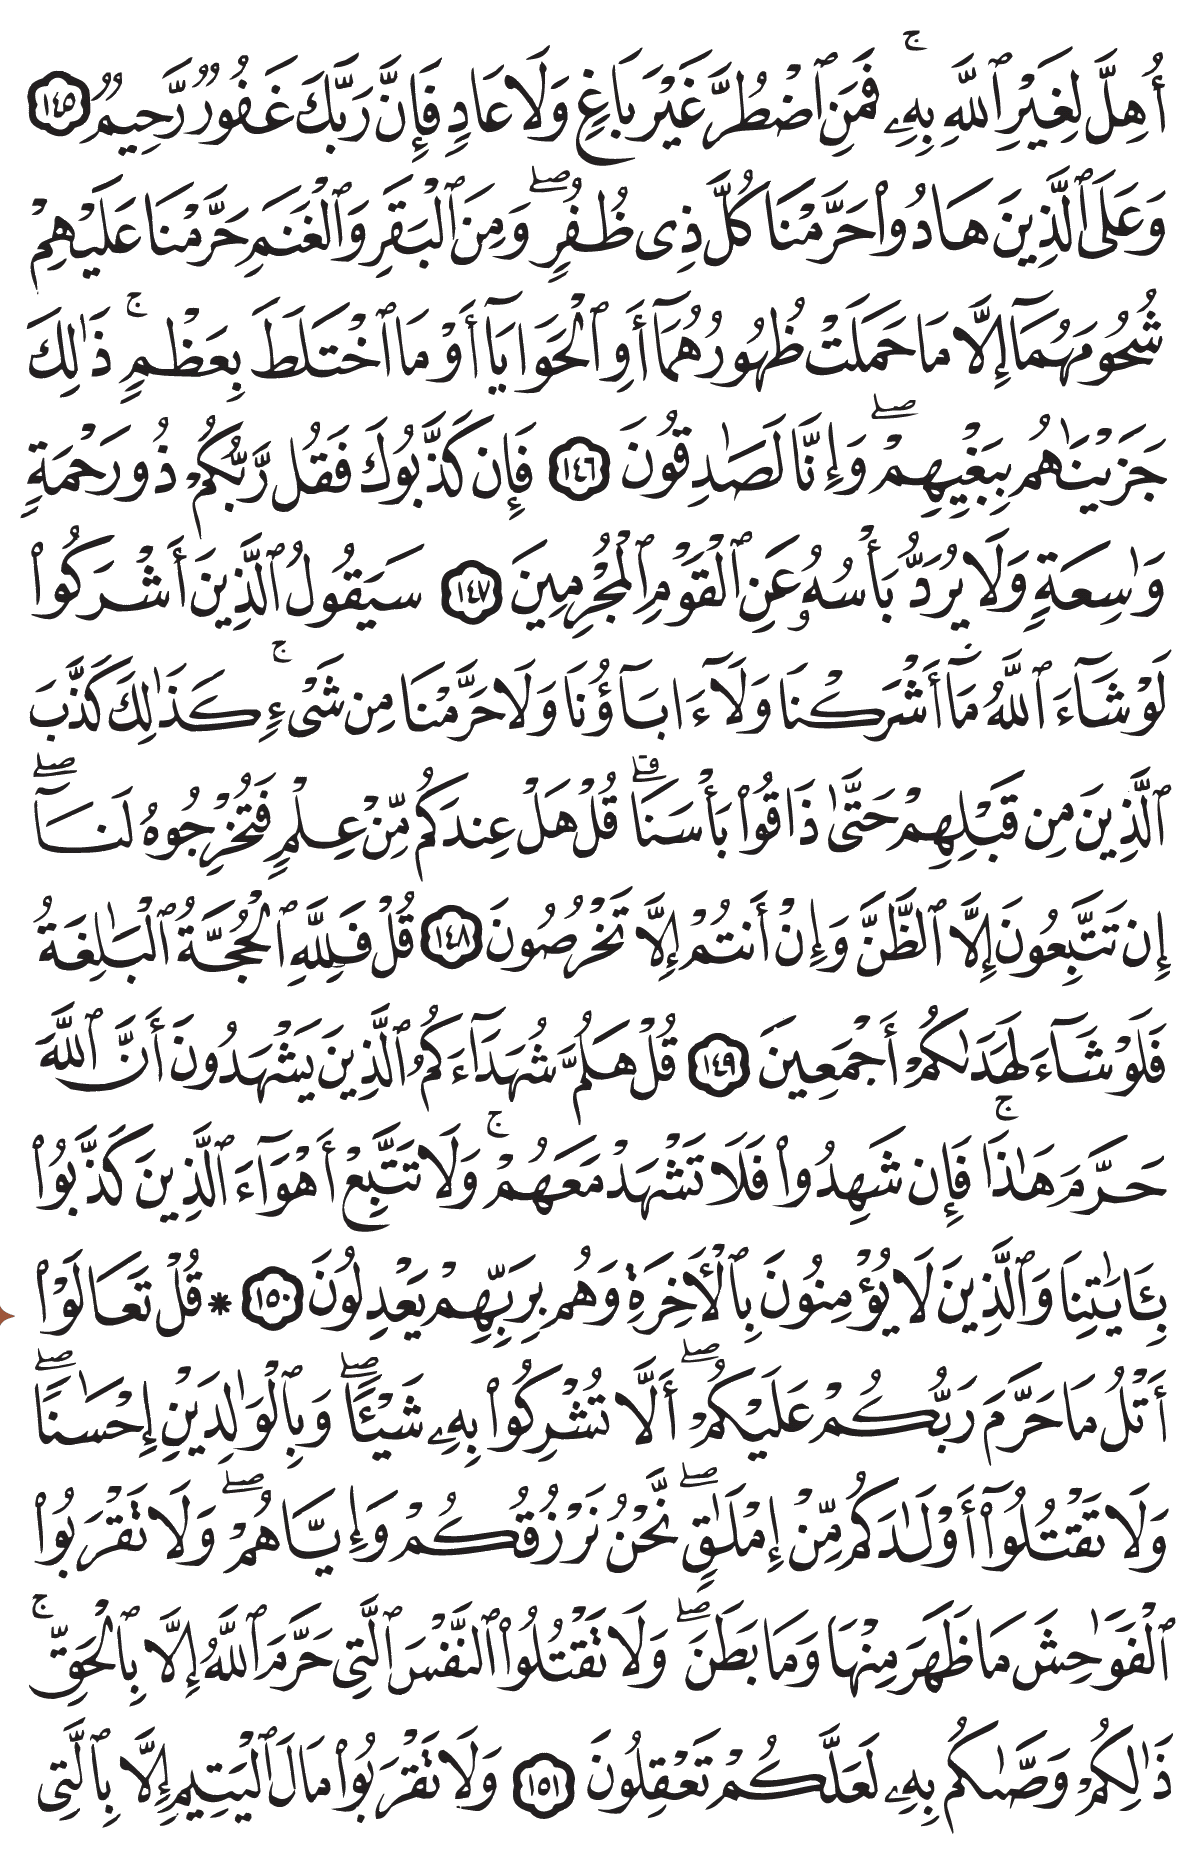 أُهِلَّ لِغَيۡرِ ٱللَّهِ بِهِۦۚ فَمَنِ ٱضۡطُرَّ غَيۡرَ بَاغٖ وَلَا عَادٖ فَإِنَّ رَبَّكَ غَفُورٞ رَّحِيمٞ ١٤٥
وَعَلَى ٱلَّذِينَ هَادُواْ حَرَّمۡنَا كُلَّ ذِي ظُفُرٖۖ وَمِنَ ٱلۡبَقَرِ وَٱلۡغَنَمِ حَرَّمۡنَا عَلَيۡهِمۡ
شُحُومَهُمَآ إِلَّا مَا حَمَلَتۡ ظُهُورُهُمَآ أَوِ ٱلۡحَوَايَآ أَوۡ مَا ٱخۡتَلَطَ بِعَظۡمٖۚ ذَٰلِكَ
جَزَيۡنَٰهُم بِبَغۡيِهِمۡۖ وَإِنَّا لَصَٰدِقُونَ ١٤٦ فَإِن كَذَّبُوكَ فَقُل رَّبُّكُمۡ ذُو رَحۡمَةٖ
وَٰسِعَةٖ وَلَا يُرَدُّ بَأۡسُهُۥ عَنِ ٱلۡقَوۡمِ ٱلۡمُجۡرِمِينَ ١٤٧ سَيَقُولُ ٱلَّذِينَ أَشۡرَكُواْ
لَوۡ شَآءَ ٱللَّهُ مَآ أَشۡرَكۡنَا وَلَآ ءَابَآؤُنَا وَلَا حَرَّمۡنَا مِن شَيۡءٖۚ كَذَٰلِكَ كَذَّبَ
ٱلَّذِينَ مِن قَبۡلِهِمۡ حَتَّىٰ ذَاقُواْ بَأۡسَنَاۗ قُلۡ هَلۡ عِندَكُم مِّنۡ عِلۡمٖ فَتُخۡرِجُوهُ لَنَآۖ
إِن تَتَّبِعُونَ إِلَّا ٱلظَّنَّ وَإِنۡ أَنتُمۡ إِلَّا تَخۡرُصُونَ ١٤٨ قُلۡ فَلِلَّهِ ٱلۡحُجَّةُ ٱلۡبَٰلِغَةُ
فَلَوۡ شَآءَ لَهَدَىٰكُمۡ أَجۡمَعِينَ ١٤٩ قُلۡ هَلُمَّ شُهَدَآءَكُمُ ٱلَّذِينَ يَشۡهَدُونَ أَنَّ ٱللَّهَ
حَرَّمَ هَٰذَاۚ فَإِن شَهِدُواْ فَلَا تَشۡهَدۡ مَعَهُمۡۚ وَلَا تَتَّبِعۡ أَهۡوَآءَ ٱلَّذِينَ كَذَّبُواْ
بِـَٔايَٰتِنَا وَٱلَّذِينَ لَا يُؤۡمِنُونَ بِٱلۡأٓخِرَةِ وَهُم بِرَبِّهِمۡ يَعۡدِلُونَ ١٥٠ * قُلۡ تَعَالَوۡاْ
أَتۡلُ مَا حَرَّمَ رَبُّكُمۡ عَلَيۡكُمۡۖ أَلَّا تُشۡرِكُواْ بِهِۦ شَيۡـٔٗاۖ وَبِٱلۡوَٰلِدَيۡنِ إِحۡسَٰنٗاۖ
وَلَا تَقۡتُلُوٓاْ أَوۡلَٰدَكُم مِّنۡ إِمۡلَٰقٖۖ نَّحۡنُ نَرۡزُقُكُمۡ وَإِيَّاهُمۡۖ وَلَا تَقۡرَبُواْ
ٱلۡفَوَٰحِشَ مَا ظَهَرَ مِنۡهَا وَمَا بَطَنَۖ وَلَا تَقۡتُلُواْ ٱلنَّفۡسَ ٱلَّتِي حَرَّمَ ٱللَّهُ إِلَّا بِٱلۡحَقِّۚ
ذَٰلِكُمۡ وَصَّىٰكُم بِهِۦ لَعَلَّكُمۡ تَعۡقِلُونَ ١٥١ وَلَا تَقۡرَبُواْ مَالَ ٱلۡيَتِيمِ إِلَّا بِٱلَّتِي